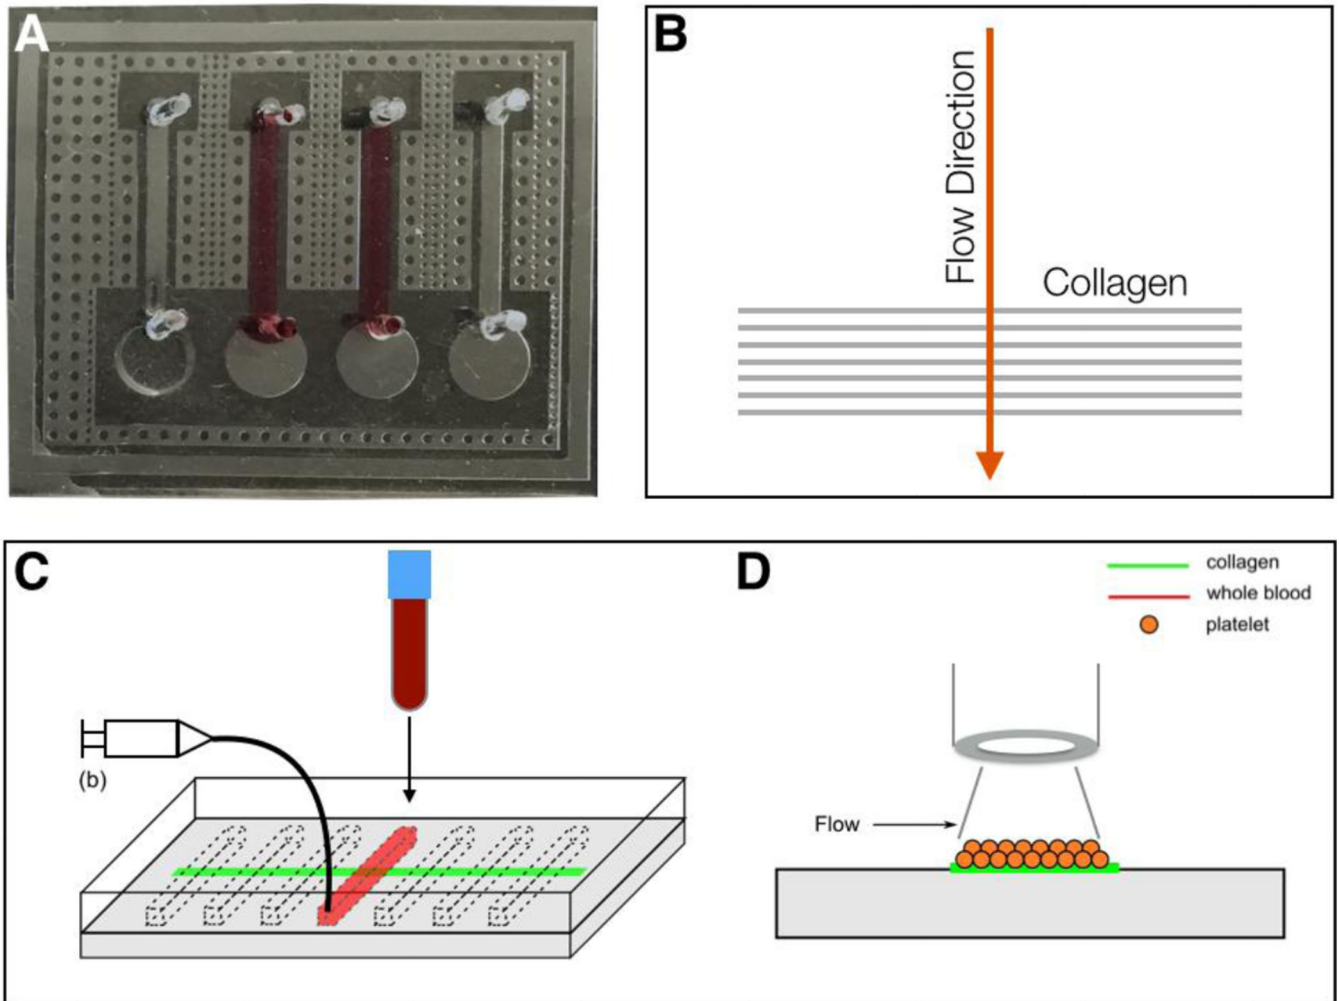 A
B
Flow Direction
Collagen
C
(b)
D
collagen
whole blood
platelet
Flow